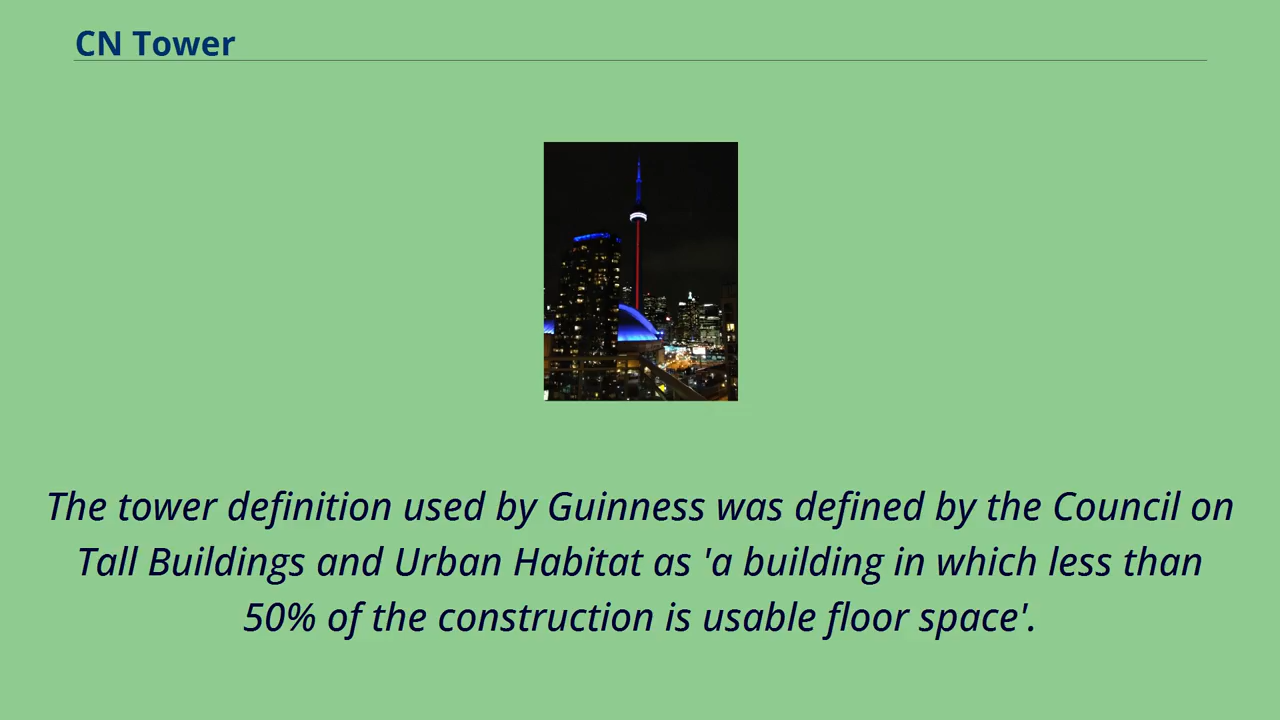 CN Tower
The tower definition used by Guinness was defined by the Council on
Tall Buildings and Urban Habitat as 'a building in which less than
50% of the construction is usable floor space'.